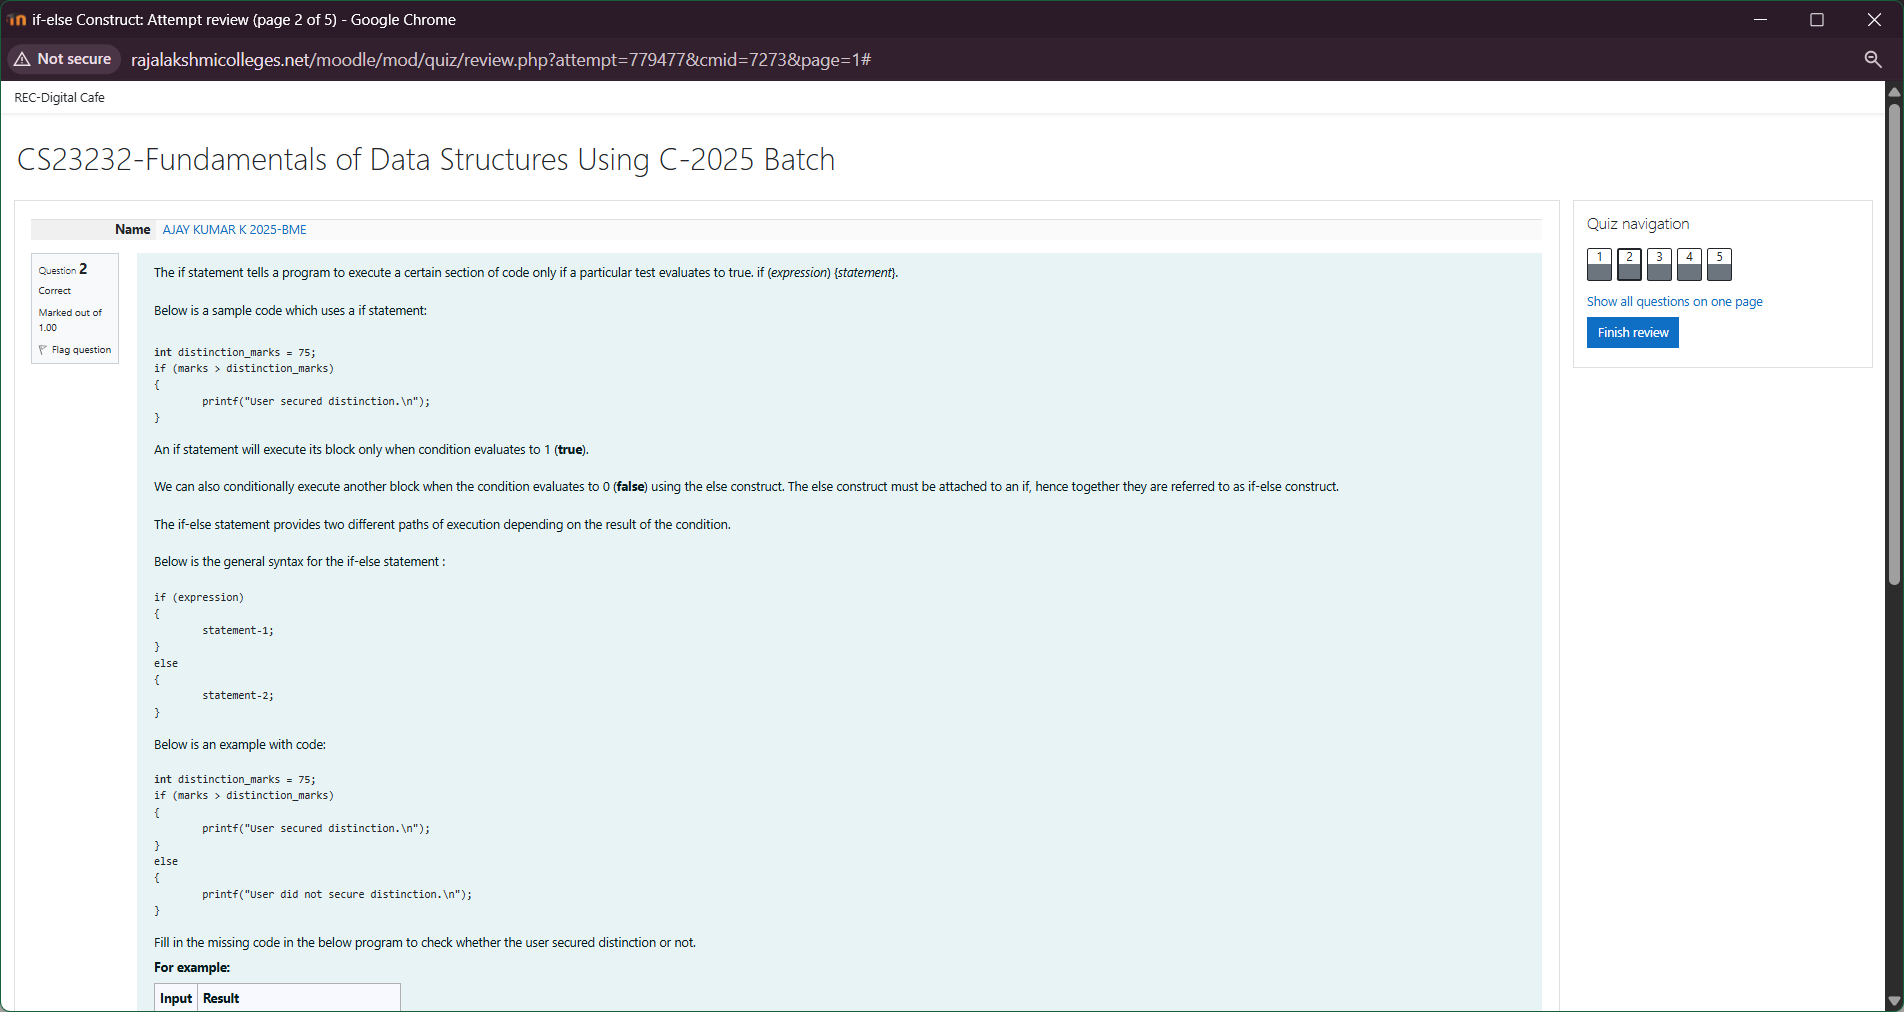 if-else Construct: Attempt review (page 2 of 5) - Google Chrome
Not secure rajalakshmicolleges.net/moodle/mod/quiz/review.php?attempt=779477&cmid=7273&page=1#
REC-Digital Cafe
CS23232-Fundamentals of Data Structures Using C-2025 Batch
Name AJAY KUMAR K 2025-BME
Question 2
Correct
Marked out of
1.00
Flag question
The if statement tells a program to execute a certain section of code only if a particular test evaluates to true. if (expression) {statement}.
Below is a sample code which uses a if statement:
int distinction_marks = 75;
if (marks > distinction_marks)
{
printf("User secured distinction.\n");
}
An if statement will execute its block only when condition evaluates to 1 (true).
We can also conditionally execute another block when the condition evaluates to 0 (false) using the else construct. The else construct must be attached to an if, hence together they are referred to as if-else construct.
The if-else statement provides two different paths of execution depending on the result of the condition.
Below is the general syntax for the if-else statement :
if (expression)
{
statement-1;
}
else
{
statement-2;
}
Below is an example with code:
int distinction_marks = 75;
if (marks > distinction_marks)
{
printf("User secured distinction.\n");
}
else
{
printf("User did not secure distinction.\n");
}
Fill in the missing code in the below program to check whether the user secured distinction or not.
For example:
Input Result
Quiz navigation
1 2 3 4 5
Show all questions on one page
Finish review